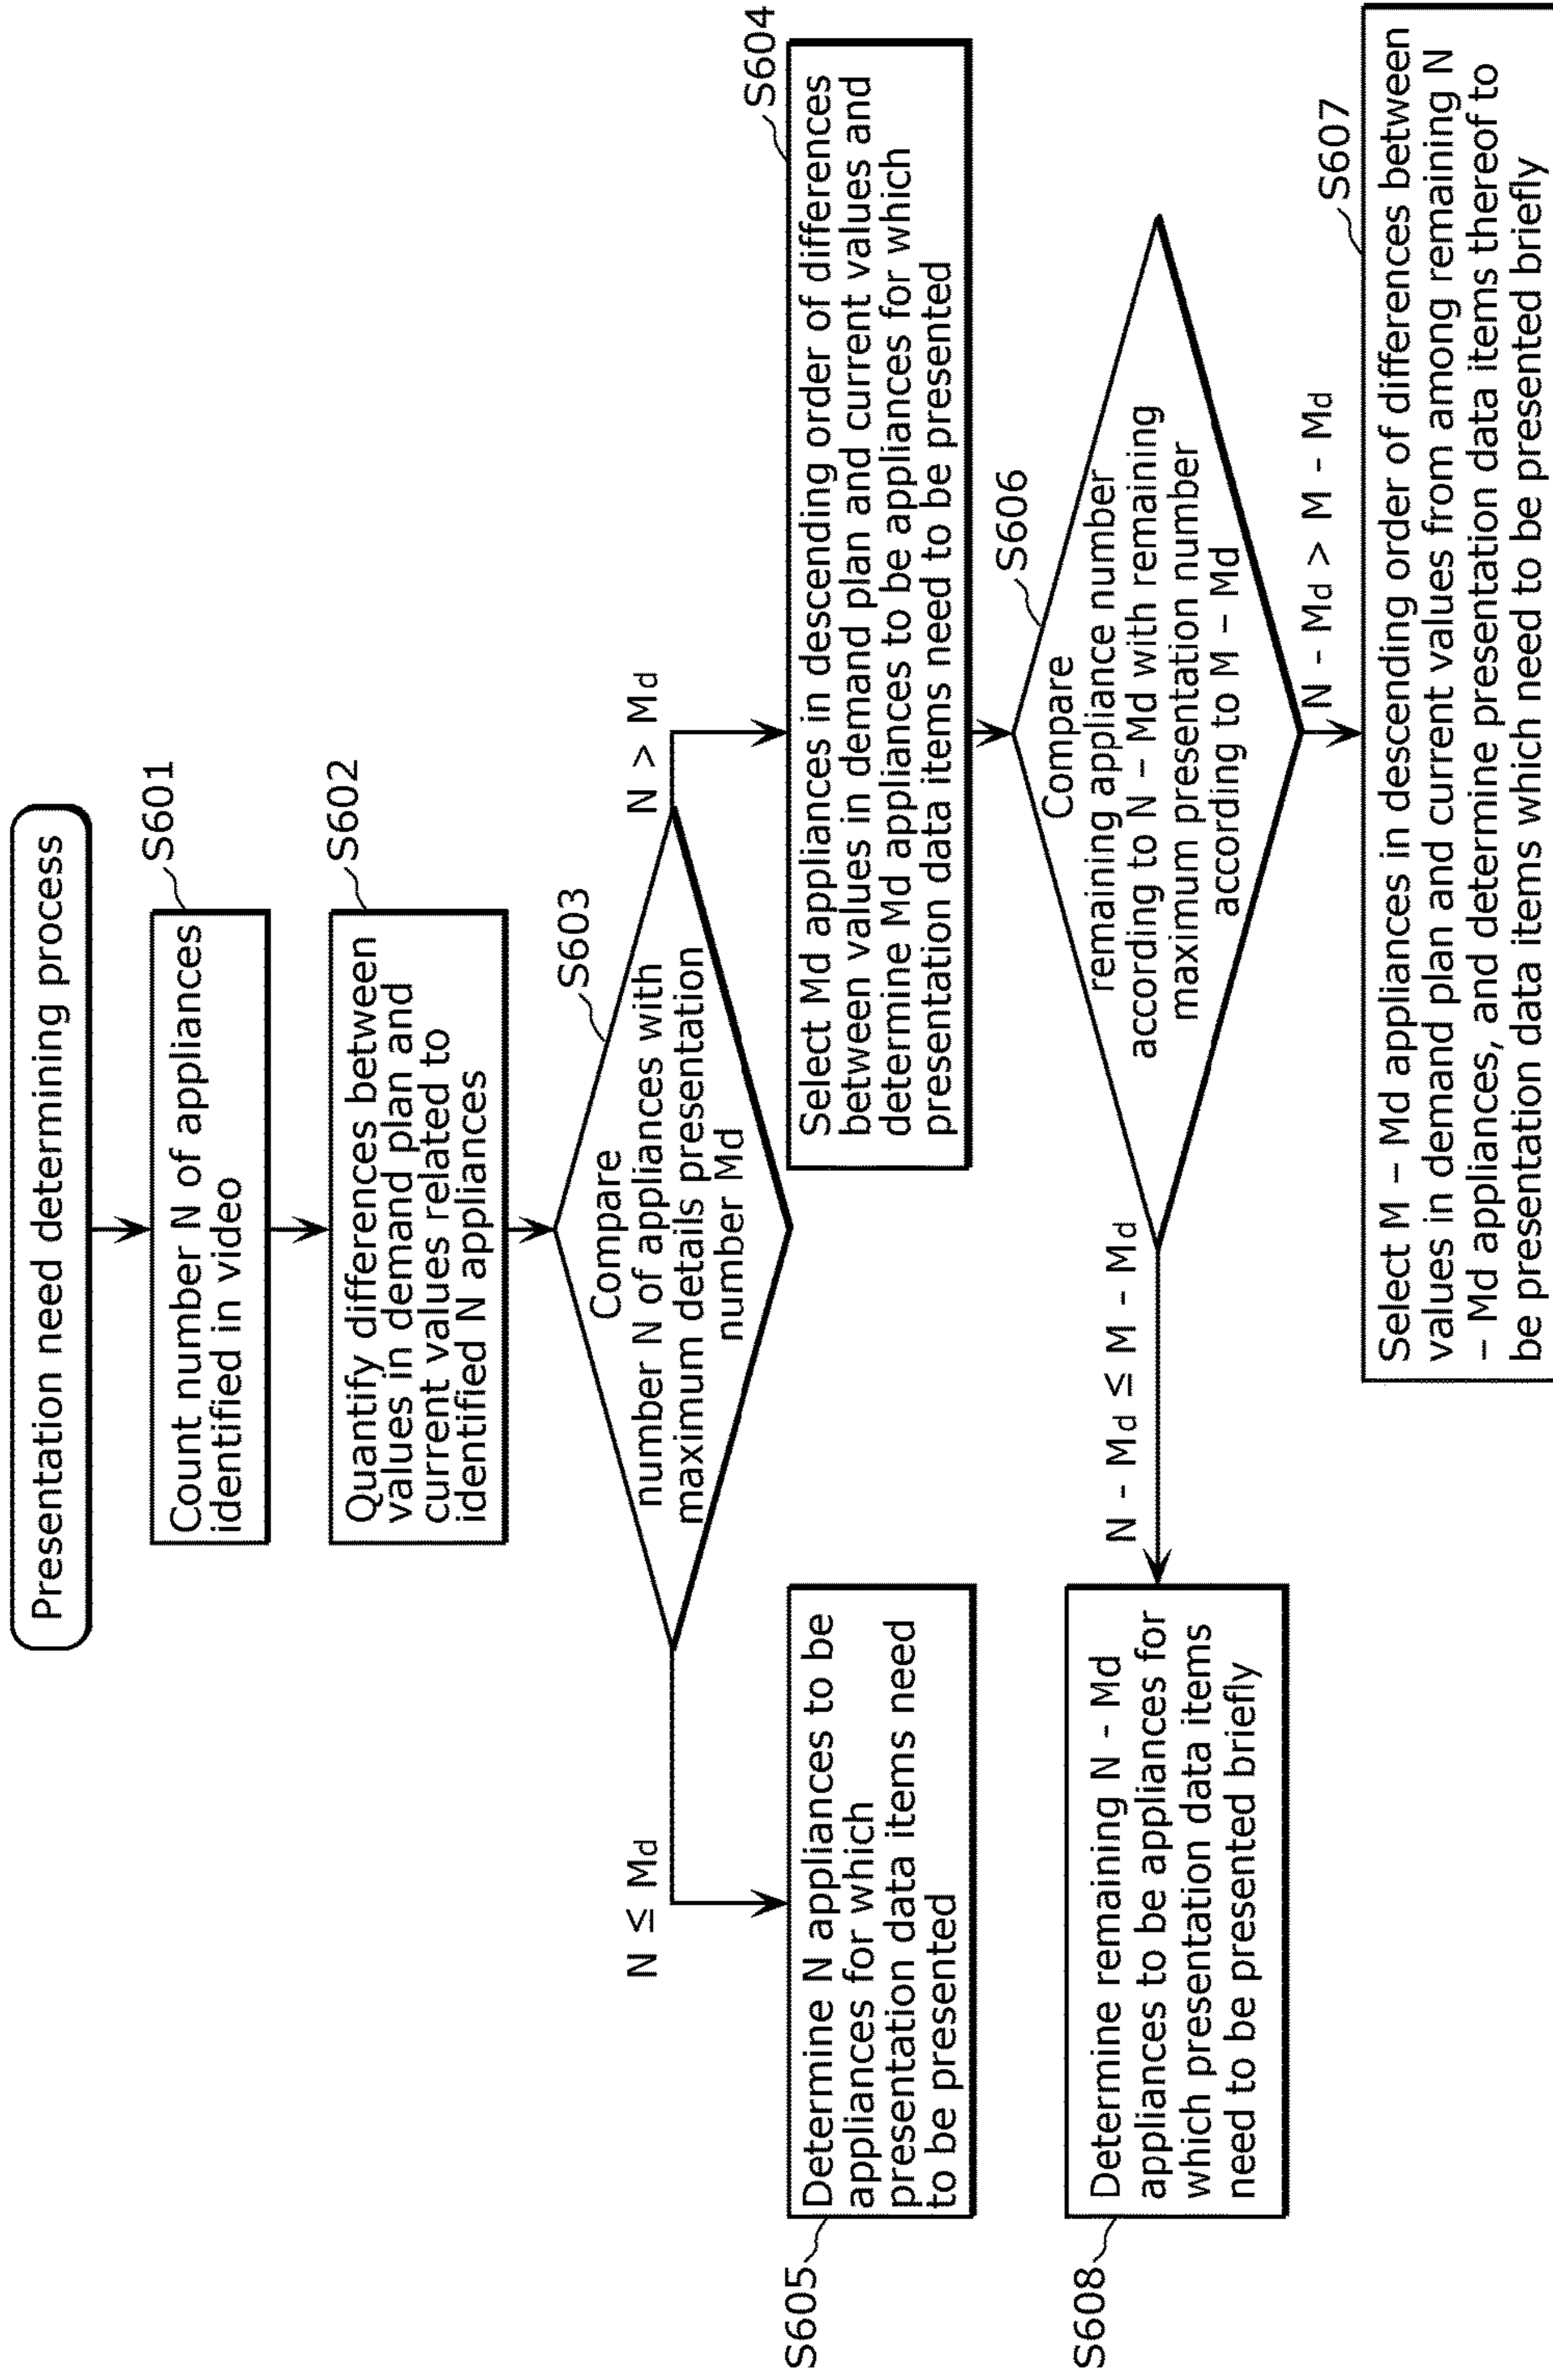 Presentation need determining process
S601
Count number N of appliances
identified in video
S602
Quantify differences between
values in demand plan and
current values related to
identified N appliances
S603
Compare
number N of appliances with
maximum details presentation
number Md
N ≤ Md
N > Md
S605
Determine N appliances to be
appliances for which
presentation data items need
to be presented
S604
Select Md appliances in descending order of differences
between values in demand plan and current values and
determine Md appliances to be appliances for which
presentation data items need to be presented
S606
Compare
remaining appliance number
according to N – Md with remaining
maximum presentation number
according to M – Md
N - Md ≤ M - Md
N - Md > M - Md
S608
Determine remaining N - Md
appliances to be appliances for
which presentation data items
need to be presented briefly
S607
Select M – Md appliances in descending order of differences between
values in demand plan and current values from among remaining N
– Md appliances, and determine presentation data items thereof to
be presentation data items which need to be presented briefly